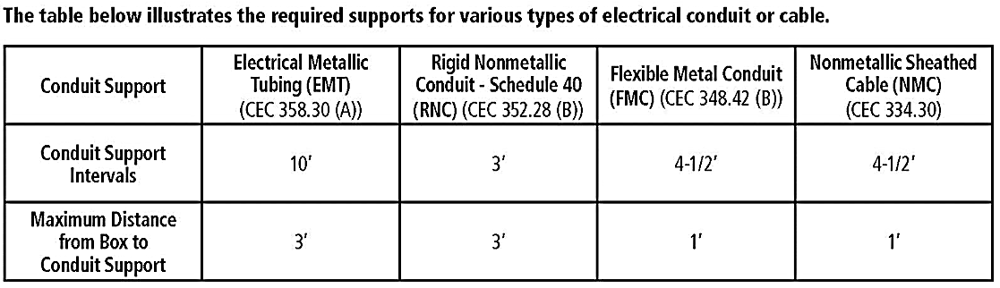 The table below illustrates the required supports for various types of electrical conduit or cable.
Conduit Support
Electrical Metallic
Tubing (EMT)
(CEC 358.30 (A))
Rigid Nonmetallic
Conduit - Schedule 40
(RNC) (CEC 352.28 (B))
Flexible Metal Conduit
(FMC) (CEC 348.42 (B))
Nonmetallic Sheathed
Cable (NMC)
(CEC 334.30)
Conduit Support
Intervals
10'
3'
4-1/2'
4-1/2'
Maximum Distance
from Box to
Conduit Support
3'
3'
1'
1'